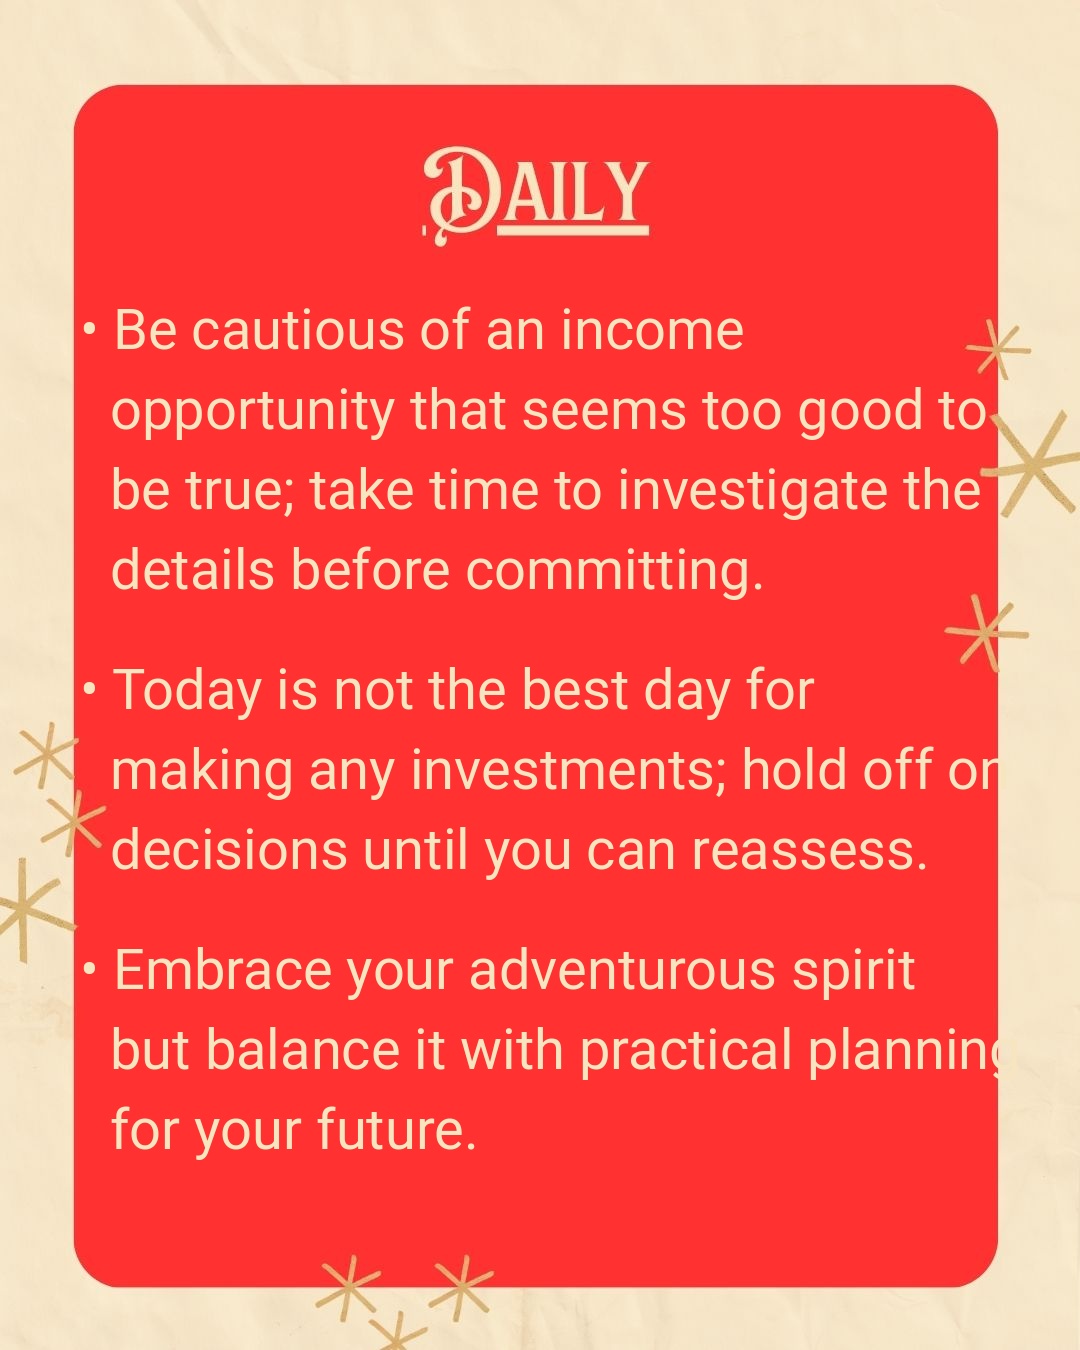 DAILY
• Be cautious of an income
opportunity that seems too good to
be true; take time to investigate the
details before committing.
• Today is not the best day for
making any investments; hold off on
decisions until you can reassess.
• Embrace your adventurous spirit
but balance it with practical planning
for your future.